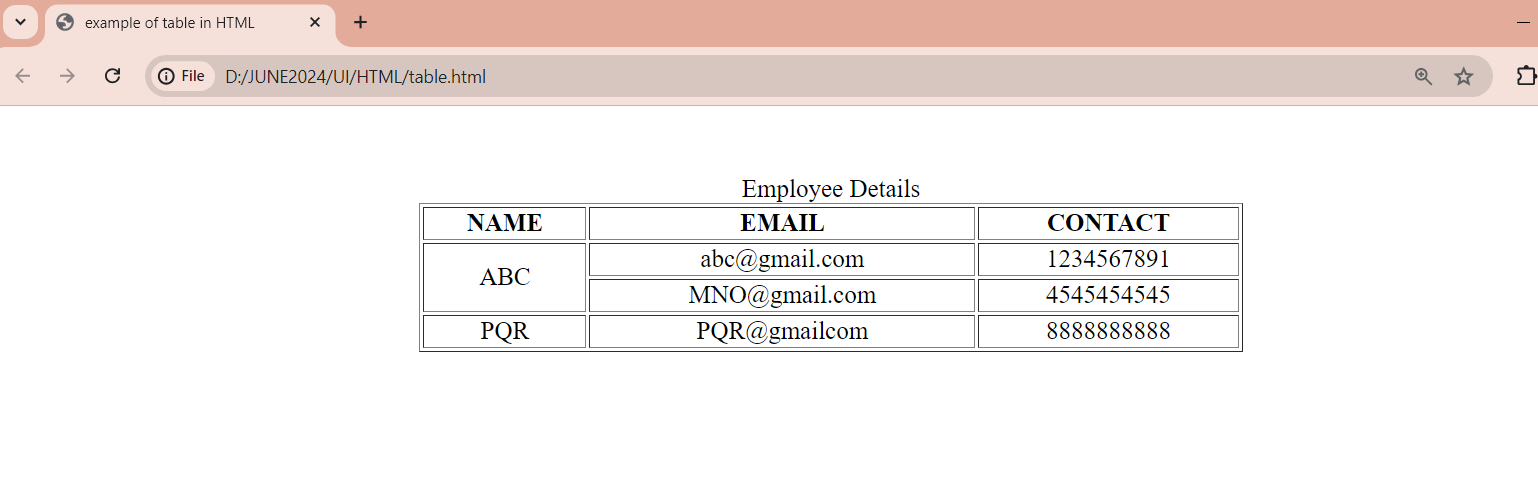 example of table in HTML
File D:/JUNE2024/UI/HTML/table.html
Employee Details
NAME EMAIL CONTACT
ABC abc@gmail.com 1234567891
MNO@gmail.com 4545454545
PQR PQR@gmailcom 8888888888